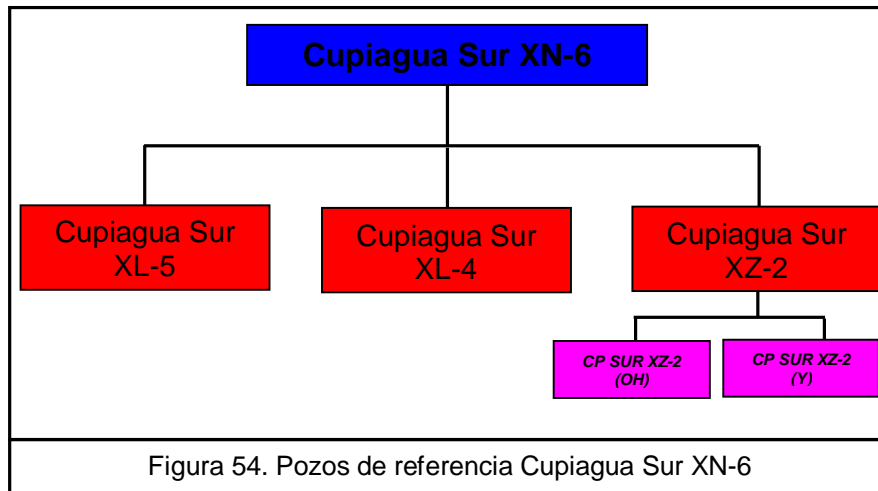 Cupiagua Sur XN-6
Cupiagua Sur
XL-5
Cupiagua Sur
XL-4
Cupiagua Sur
XZ-2
CP SUR XZ-2
(OH)
CP SUR XZ-2
(Y)
Figura 54. Pozos de referencia Cupiagua Sur XN-6